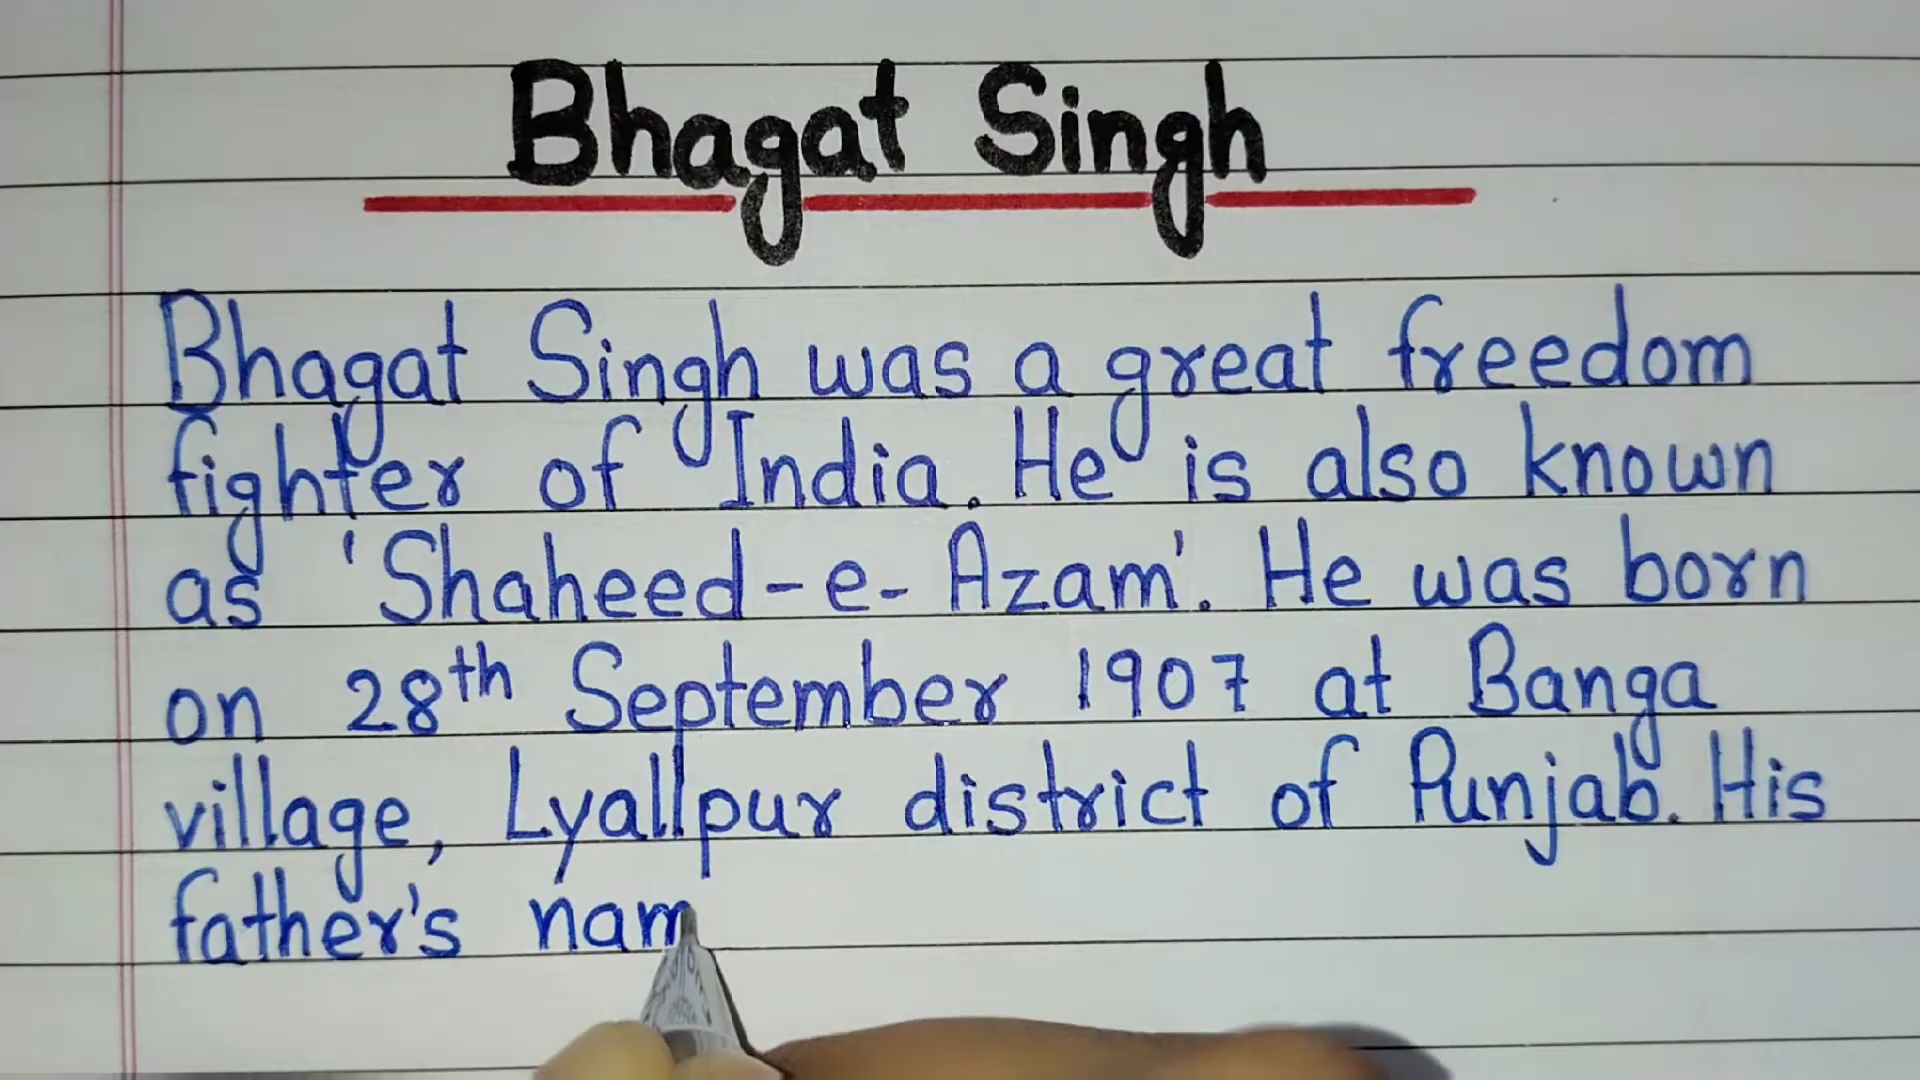 Bhagat Singh
Bhagat Singh was a great freedom
fighter of India. He is also known
as 'Shaheed-e-Azam'. He was born
on 28th September 1907 at Banga
village, Lyallpur district of Punjab. His
father's nam